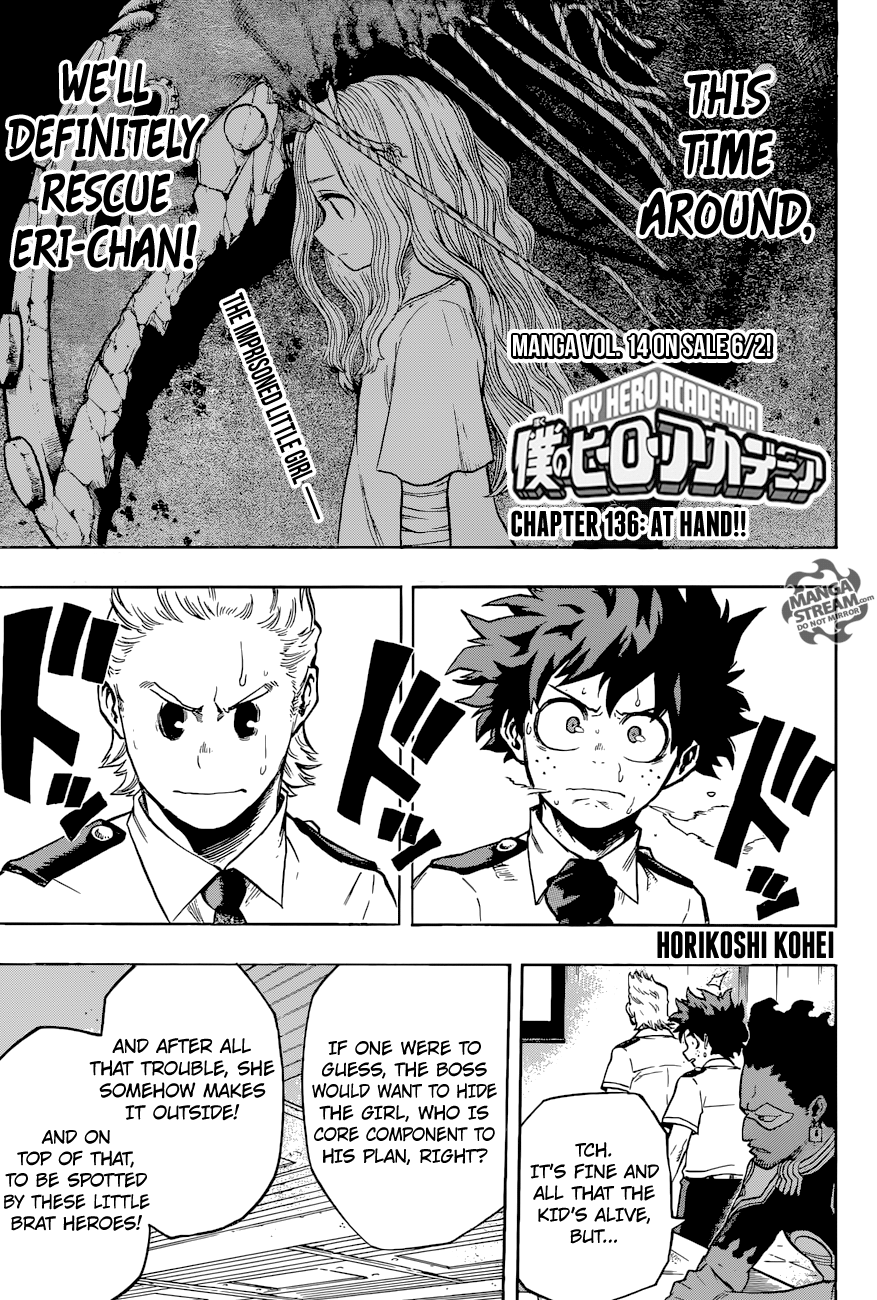 THIS
TIME
AROUND,
WE'LL
DEFINITELY
RESCUE
ERI-CHAN!
THE IMPRISONED LITTLE GIRL —
MANGA VOL. 14 ON SALE 6/2!
MY HERO ACADEMIA
僕のヒーローアカデミア
CHAPTER 136: AT HAND!!
MANGA
STREAM.com
DO NOT MIRROR
ドッ
ドッ
ドッ
HORIKOSHI KOHEI
TCH.
IT'S FINE AND
ALL THAT THE
KID'S ALIVE,
BUT...
IF ONE WERE TO
GUESS, THE BOSS
WOULD WANT TO HIDE
THE GIRL, WHO IS
CORE COMPONENT TO
HIS PLAN, RIGHT?
AND AFTER ALL
THAT TROUBLE, SHE
SOMEHOW MAKES
IT OUTSIDE!
AND ON
TOP OF THAT,
TO BE SPOTTED
BY THESE LITTLE
BRAT HEROES!